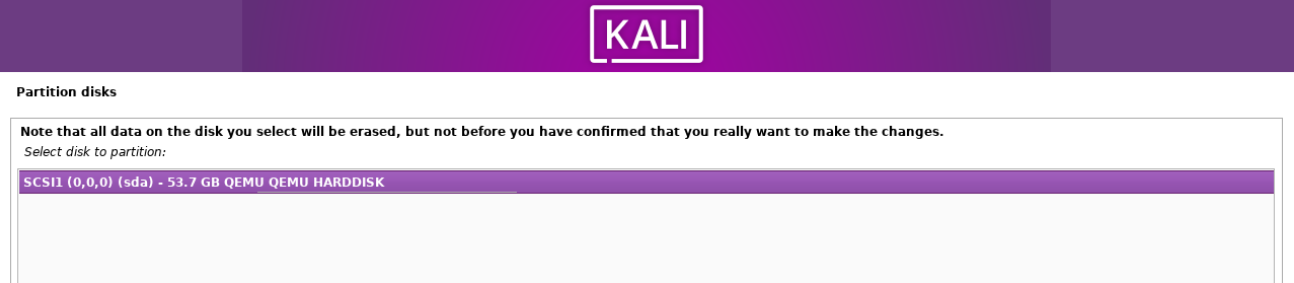 KALI
Partition disks
Note that all data on the disk you select will be erased, but not before you have confirmed that you really want to make the changes.
Select disk to partition:
SCSI1 (0,0,0) (sda) - 53.7 GB QEMU QEMU HARDDISK